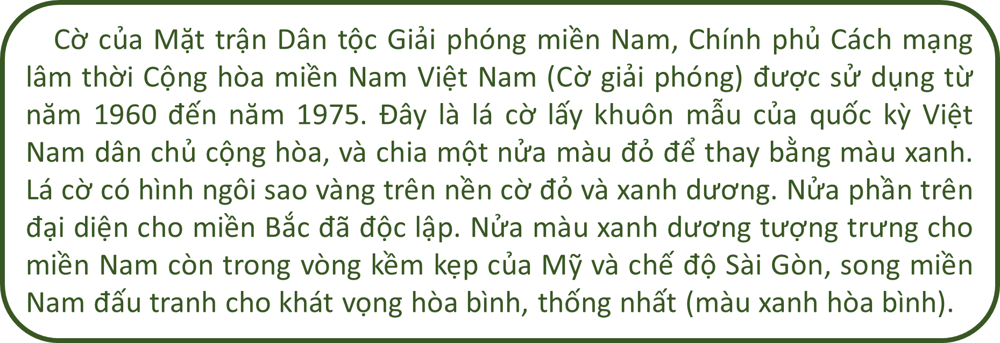 Cờ của Mặt trận Dân tộc Giải phóng miền Nam, Chính phủ Cách mạng
lâm thời Cộng hòa miền Nam Việt Nam (Cờ giải phóng) được sử dụng từ
năm 1960 đến năm 1975. Đây là lá cờ lấy khuôn mẫu của quốc kỳ Việt
Nam dân chủ cộng hòa, và chia một nửa màu đỏ để thay bằng màu xanh.
Lá cờ có hình ngôi sao vàng trên nền cờ đỏ và xanh dương. Nửa phần trên
đại diện cho miền Bắc đã độc lập. Nửa màu xanh dương tượng trưng cho
miền Nam còn trong vòng kềm kẹp của Mỹ và chế độ Sài Gòn, song miền
Nam đấu tranh cho khát vọng hòa bình, thống nhất (màu xanh hòa bình).